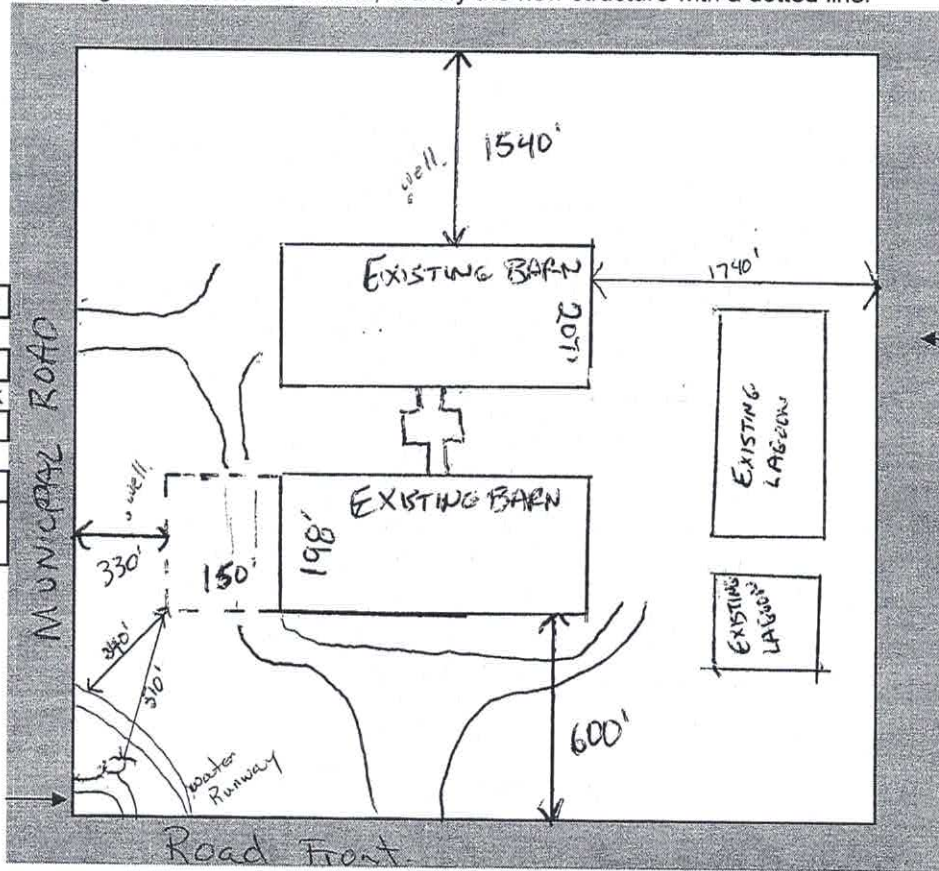 1540'
well.
EXISTING BARN
207'
1740'
EXISTING LAGOON
MUNICIPAL ROAD
well.
EXISTING BARN
198'
330'
150'
EXISTING LAGOON
310'
600'
water
Runway
Road Front.